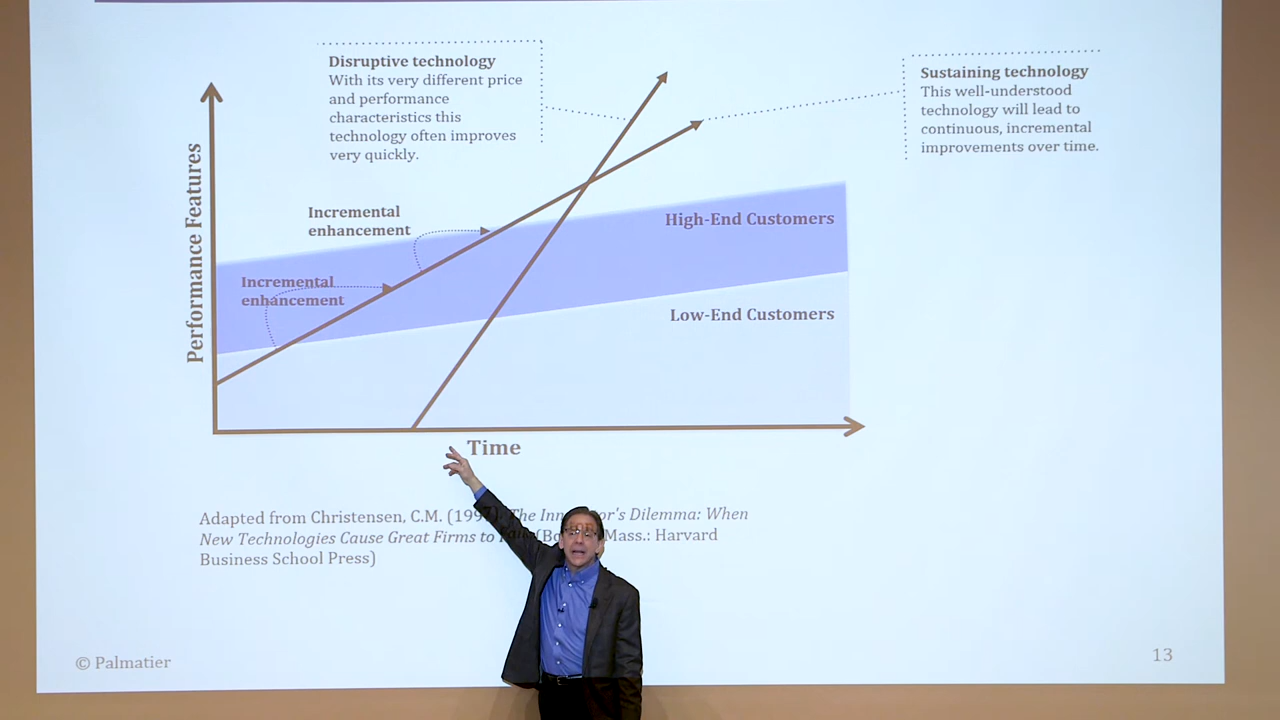 Disruptive technology
With its very different price
and performance
characteristics this
technology often improves
very quickly.
Sustaining technology
This well-understood
technology will lead to
continuous, incremental
improvements over time.
Performance Features
Incremental
enhancement
Incremental
enhancement
High-End Customers
Low-End Customers
Time
Adapted from Christensen, C.M. (1997). The Dilemma: When
New Technologies Cause Great Firms to Mass.: Harvard
Business School Press)
© Palmatier
13